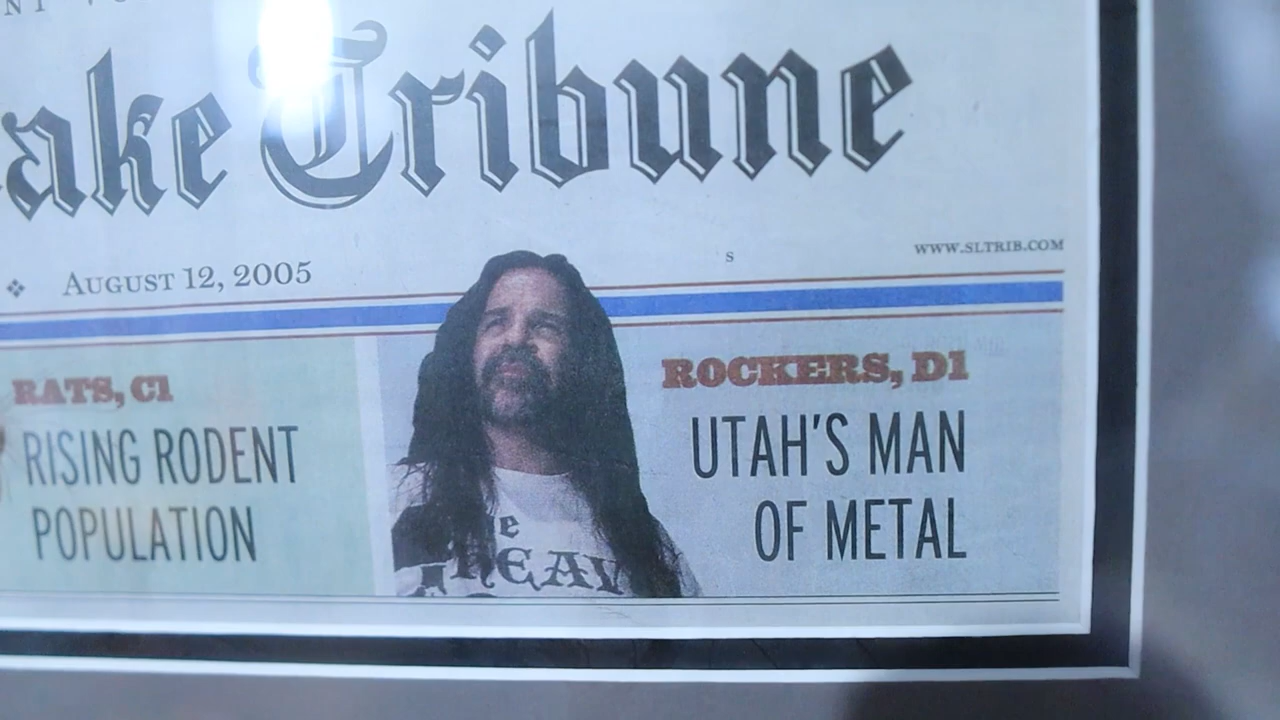 ake Tribune
WWW.SLTRIB.COM
AUGUST 12, 2005
S
RATS, C1
RISING RODENT
POPULATION
ROCKERS, D1
UTAH'S MAN
OF METAL